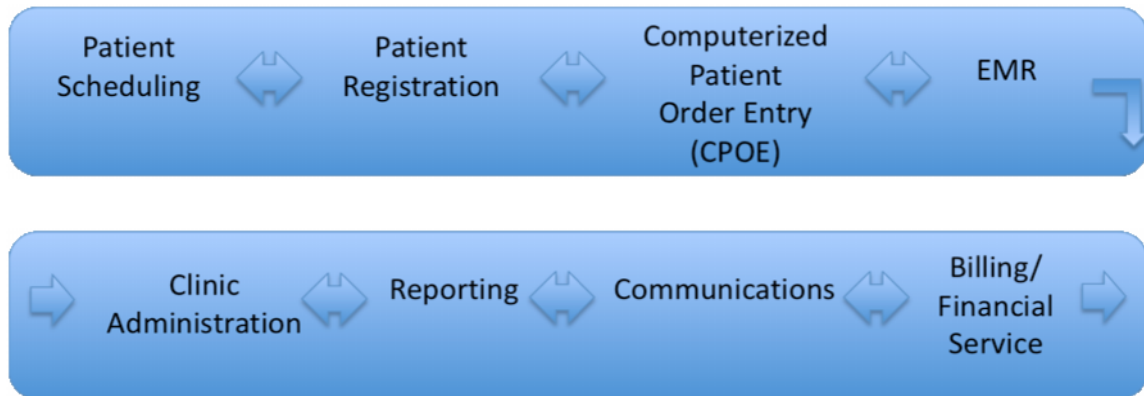 Patient
Scheduling
Patient
Registration
Computerized
Patient
Order Entry
(CPOE)
EMR
Clinic
Administration
Reporting
Communications
Billing/
Financial
Service